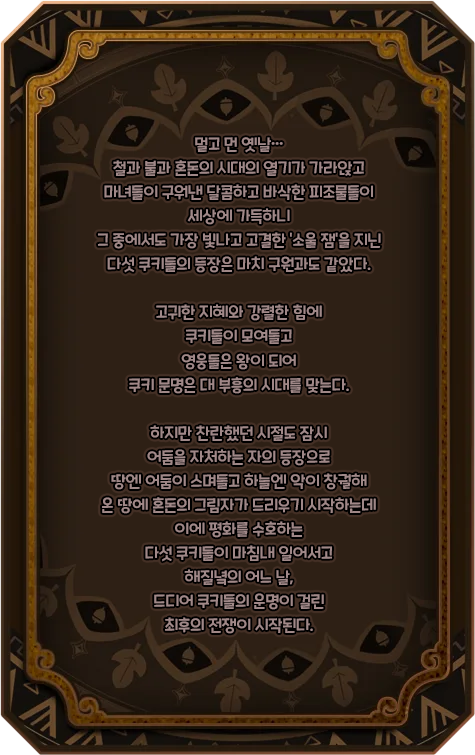 멀고 먼 옛날…
철과 불과 혼돈의 시대의 열기가 가라앉고
마녀들이 구워낸 달콤하고 바삭한 피조물들이
세상에 가득하니
그 중에서도 가장 빛나고 고결한 '소울 잼'을 지닌
다섯 쿠키들의 등장은 마치 구원과도 같았다.
고귀한 지혜와 강렬한 힘에
쿠키들이 모여들고
영웅들은 왕이 되어
쿠키 문명은 대 부흥의 시대를 맞는다.
하지만 찬란했던 시절도 잠시
어둠을 자처하는 자의 등장으로
땅엔 어둠이 스며들고 하늘엔 악이 창궐해
온 땅에 혼돈의 그림자가 드리우기 시작하는데
이에 평화를 수호하는
다섯 쿠키들이 마침내 일어서고
해질녘의 어느 날,
드디어 쿠키들의 운명이 걸린
최후의 전쟁이 시작된다.